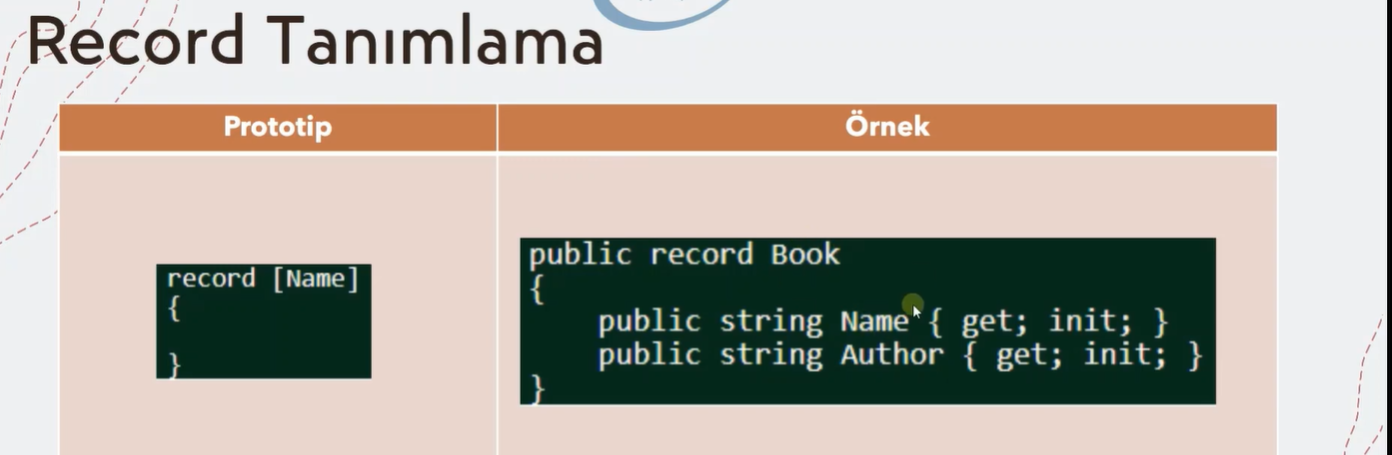 Record Tanımlama
Prototip
Örnek
record [Name]
{
}
public record Book
{
public string Name { get; init; }
public string Author { get; init; }
}